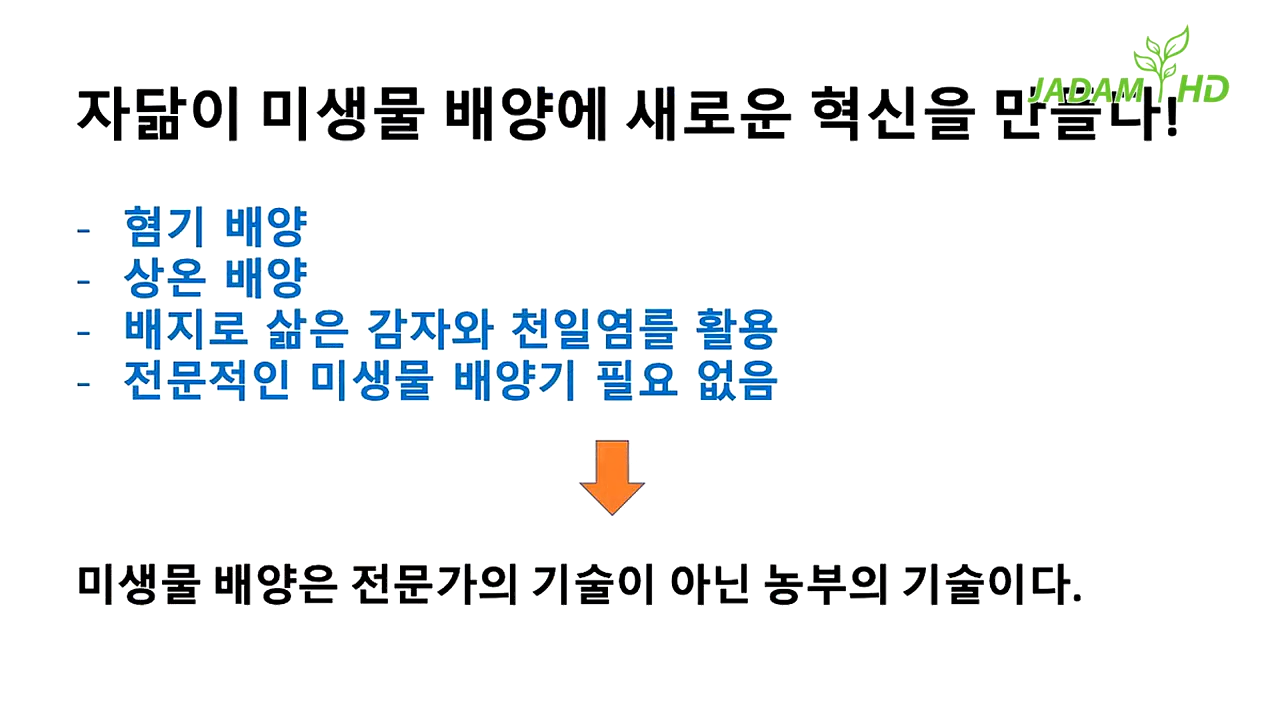 JADAM HD
자닮이 미생물 배양에 새로운 혁신을 만들다!
- 혐기 배양
- 상온 배양
- 배지로 삶은 감자와 천일염를 활용
- 전문적인 미생물 배양기 필요 없음
미생물 배양은 전문가의 기술이 아닌 농부의 기술이다.